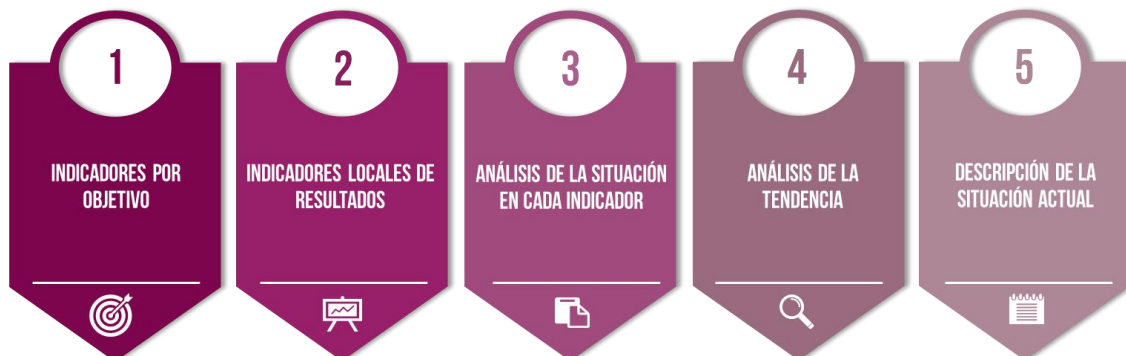 1
INDICADORES POR
OBJETIVO
2
INDICADORES LOCALES DE
RESULTADOS
3
ANÁLISIS DE LA SITUACIÓN
EN CADA INDICADOR
4
ANÁLISIS DE LA
TENDENCIA
5
DESCRIPCIÓN DE LA
SITUACIÓN ACTUAL